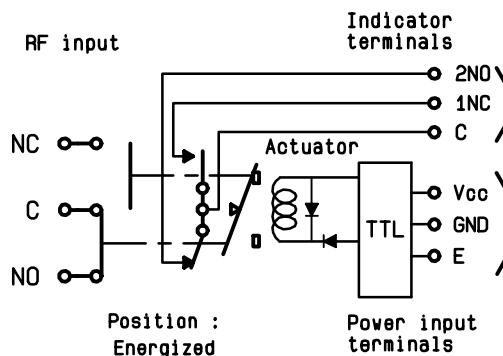 RF input
Indicator
terminals
2NO
1NC
C
NC
C
NO
Actuator
TTL
Vcc
GND
E
Position :
Energized
Power input
terminals